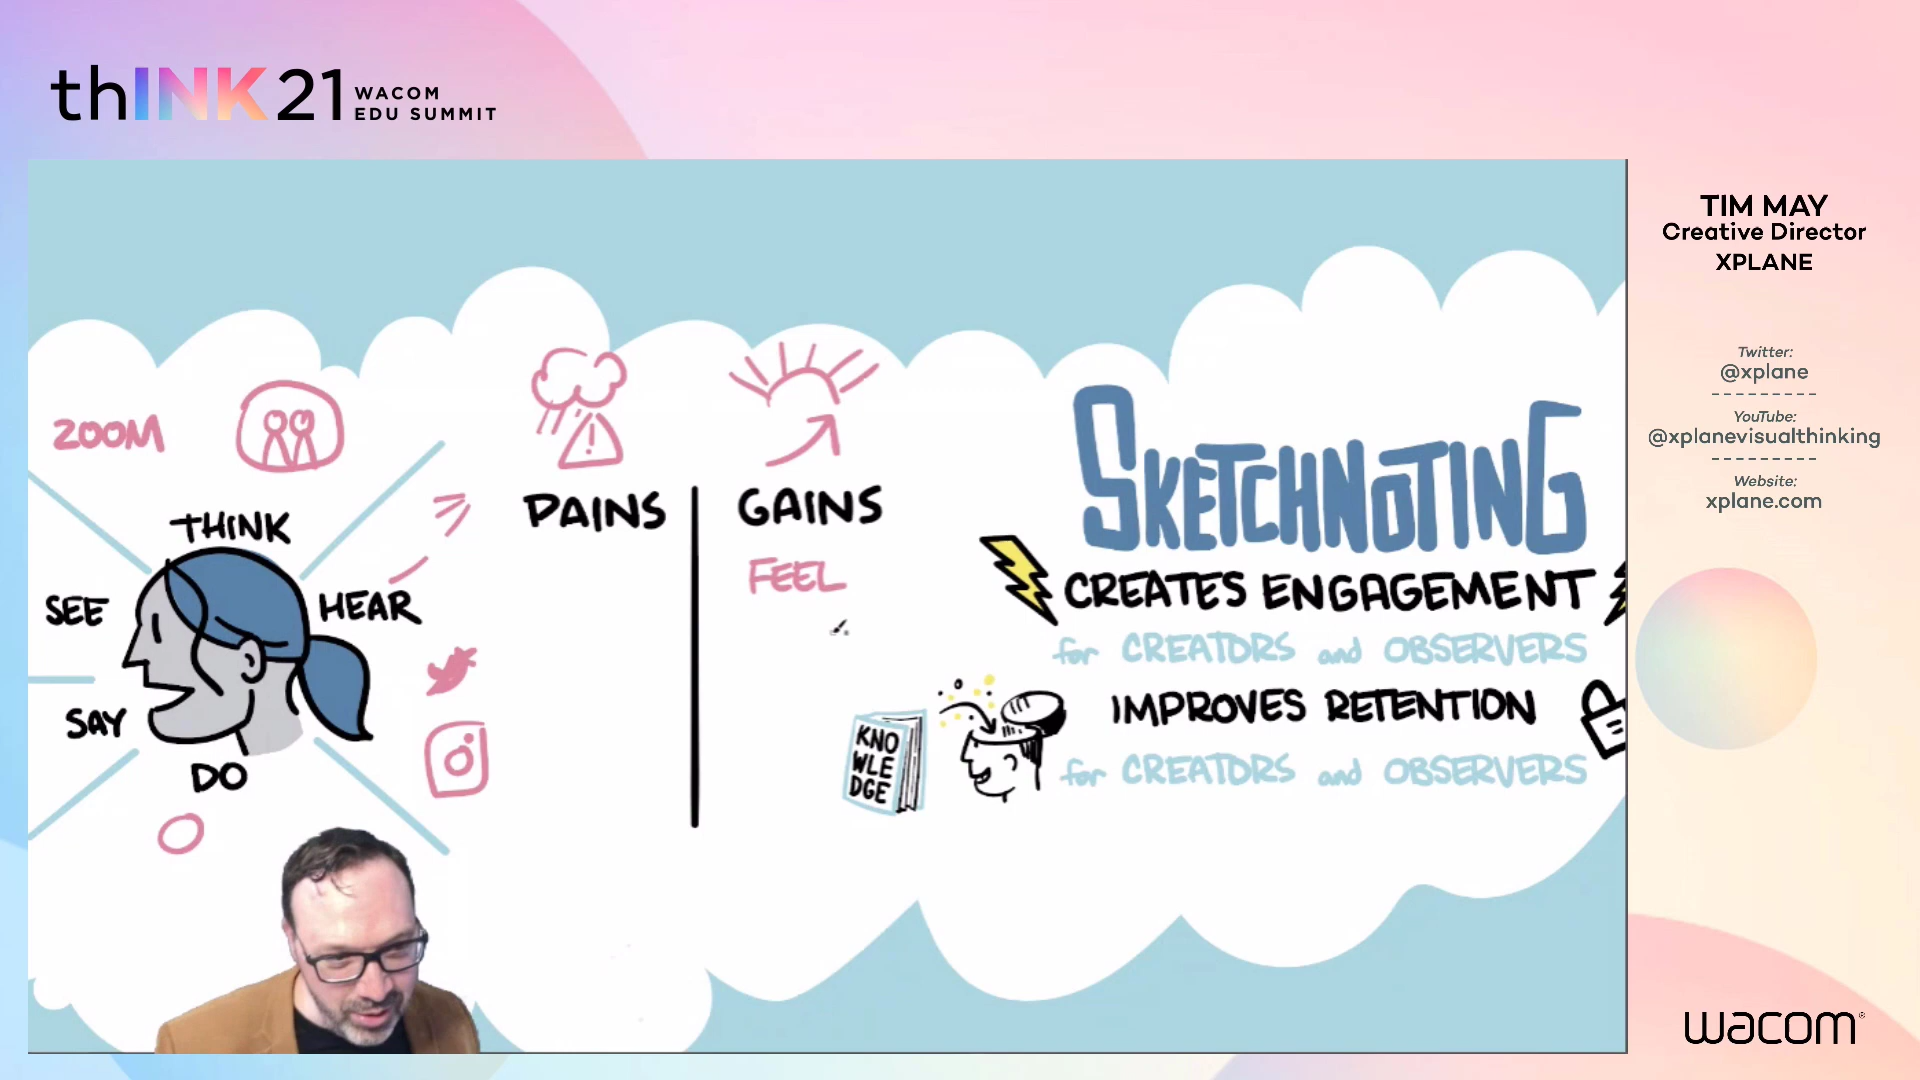 thINK21 WACOM
EDU SUMMIT
ZOOM
THINK
SEE
HEAR
SAY
DO
PAINS
GAINS
FEEL
SKETCHNOTING
CREATES ENGAGEMENT
for CREATORS and OBSERVERS
IMPROVES RETENTION
for CREATORS and OBSERVERS
KNO
WLE
DGE
TIM MAY
Creative Director
XPLANE
Twitter:
@xplane
YouTube:
@xplanevisualthinking
Website:
xplane.com
wacom®